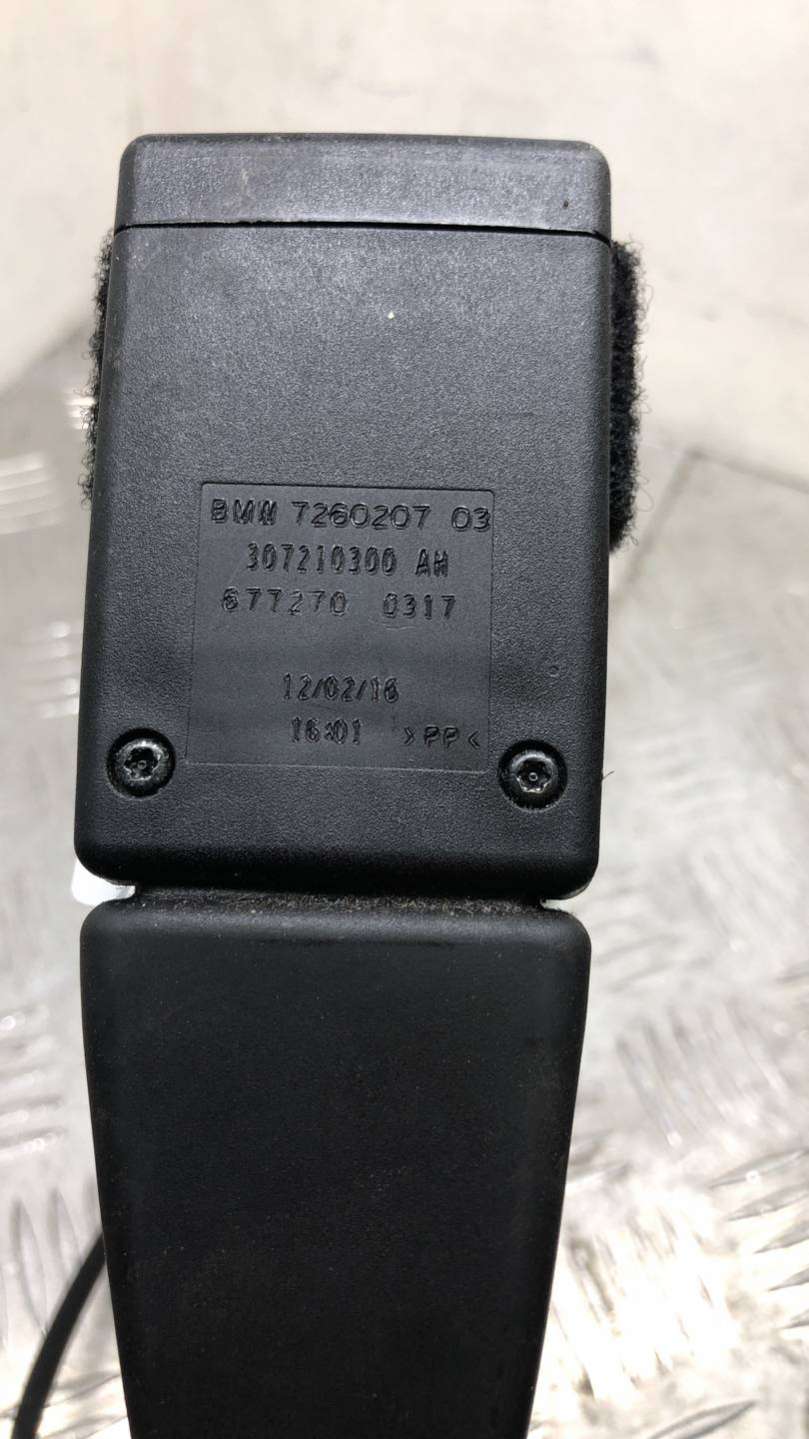 BMW 7260207 03
307210300 AH
677270 0317
12/02/16
16:01 >PP<